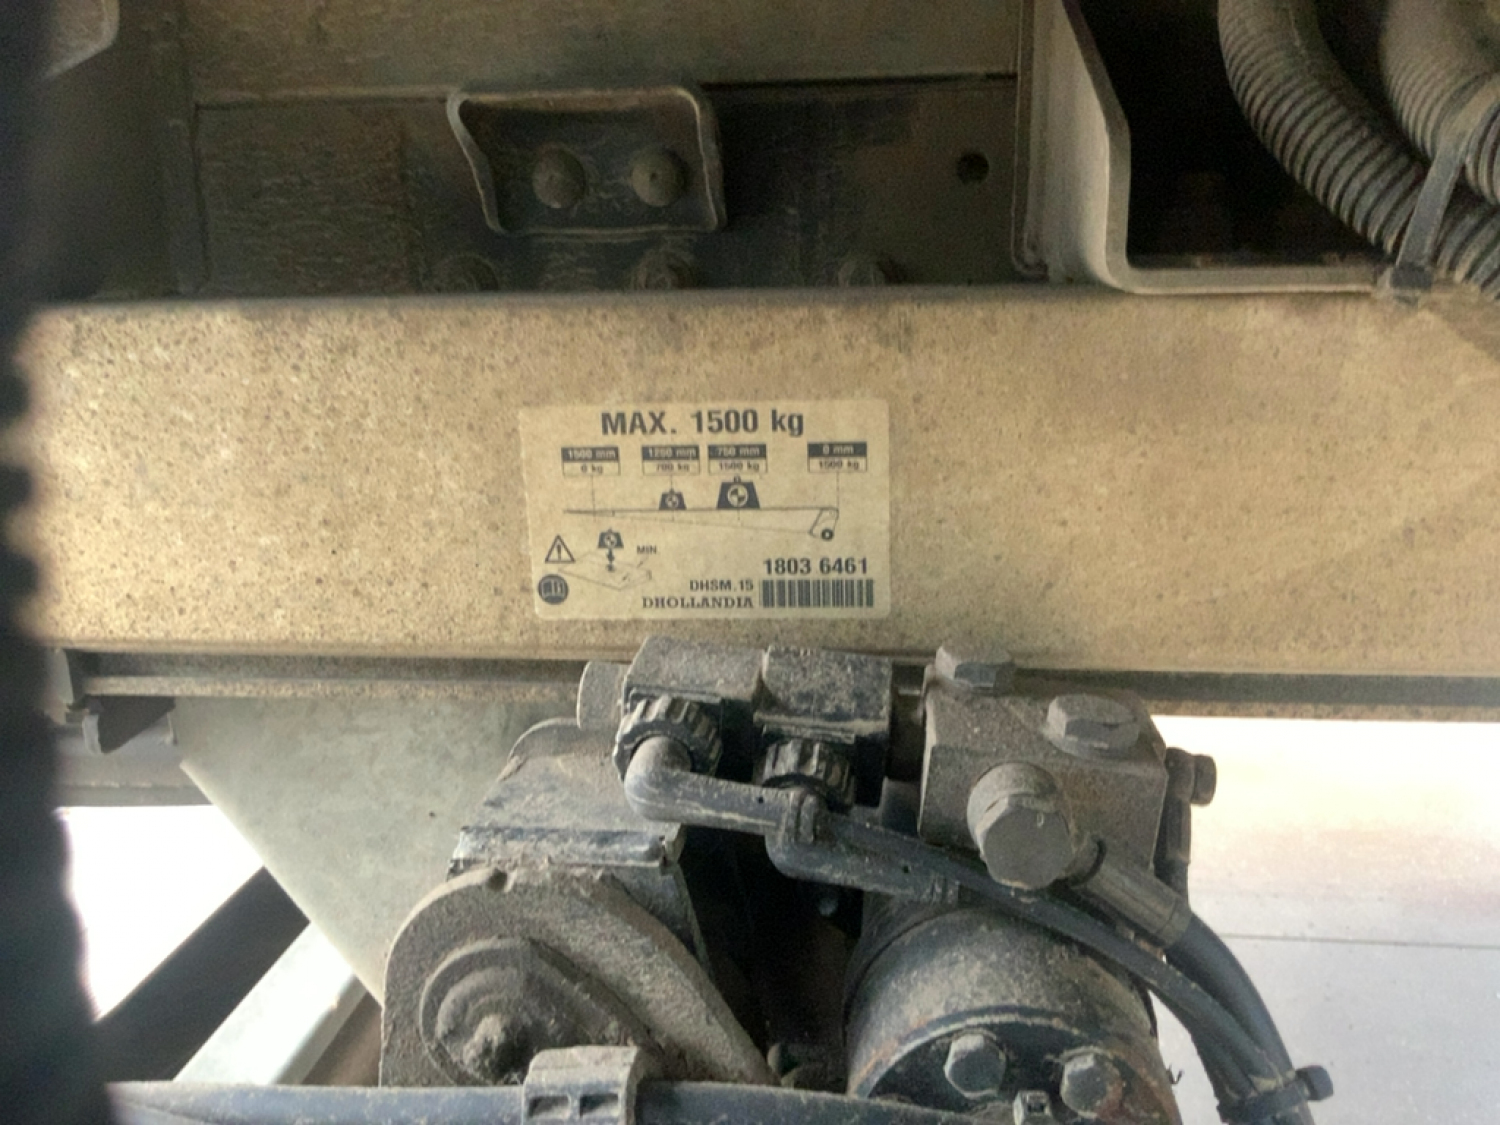 MAX. 1500 kg
1500 mm 1250 mm 750 mm 0 mm
0 kg 700 kg 1500 kg 1500 kg
MIN.
1803 6461
DHSM.15
DHOLLANDIA